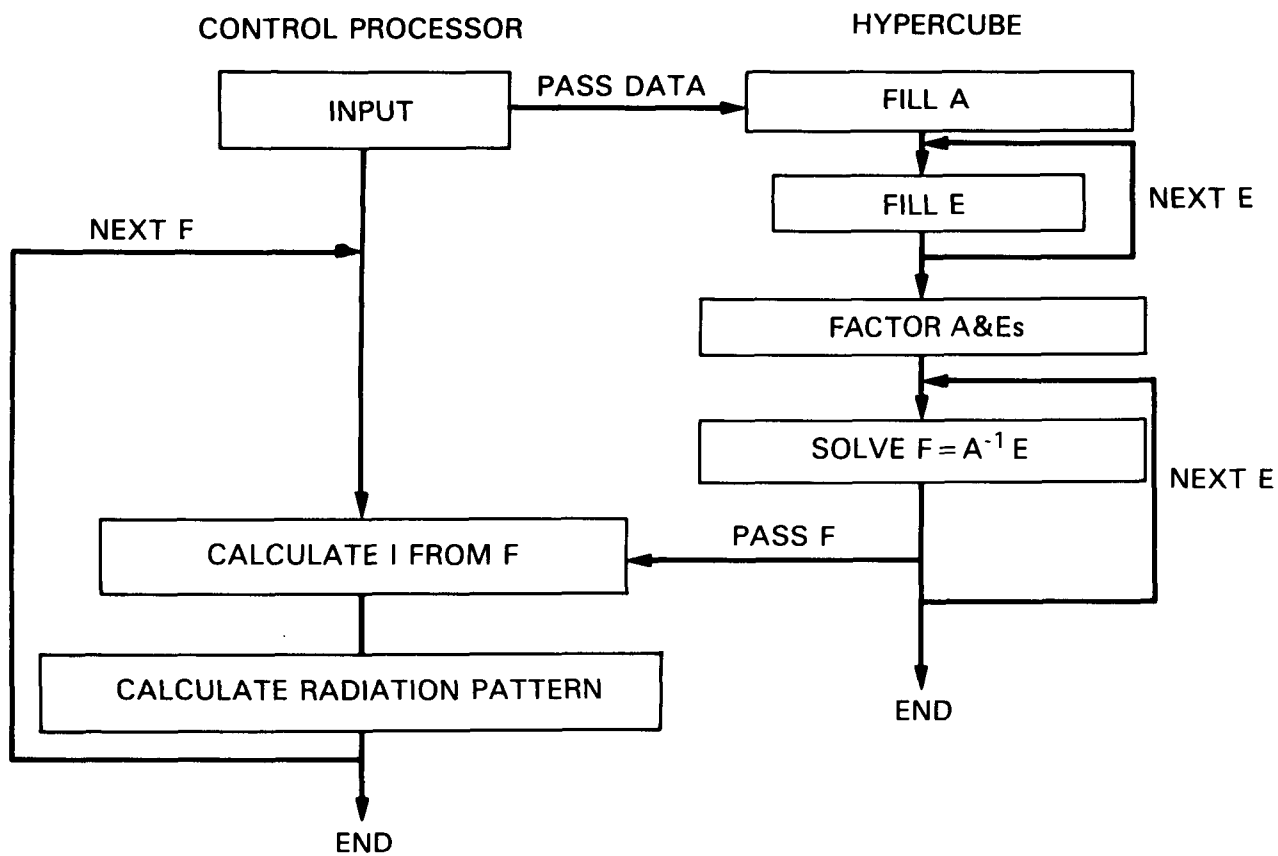 CONTROL PROCESSOR
HYPERCUBE
INPUT
PASS DATA
FILL A
FILL E
NEXT E
NEXT F
FACTOR A&Es
SOLVE F = A⁻¹ E
NEXT E
CALCULATE I FROM F
PASS F
CALCULATE RADIATION PATTERN
END
END